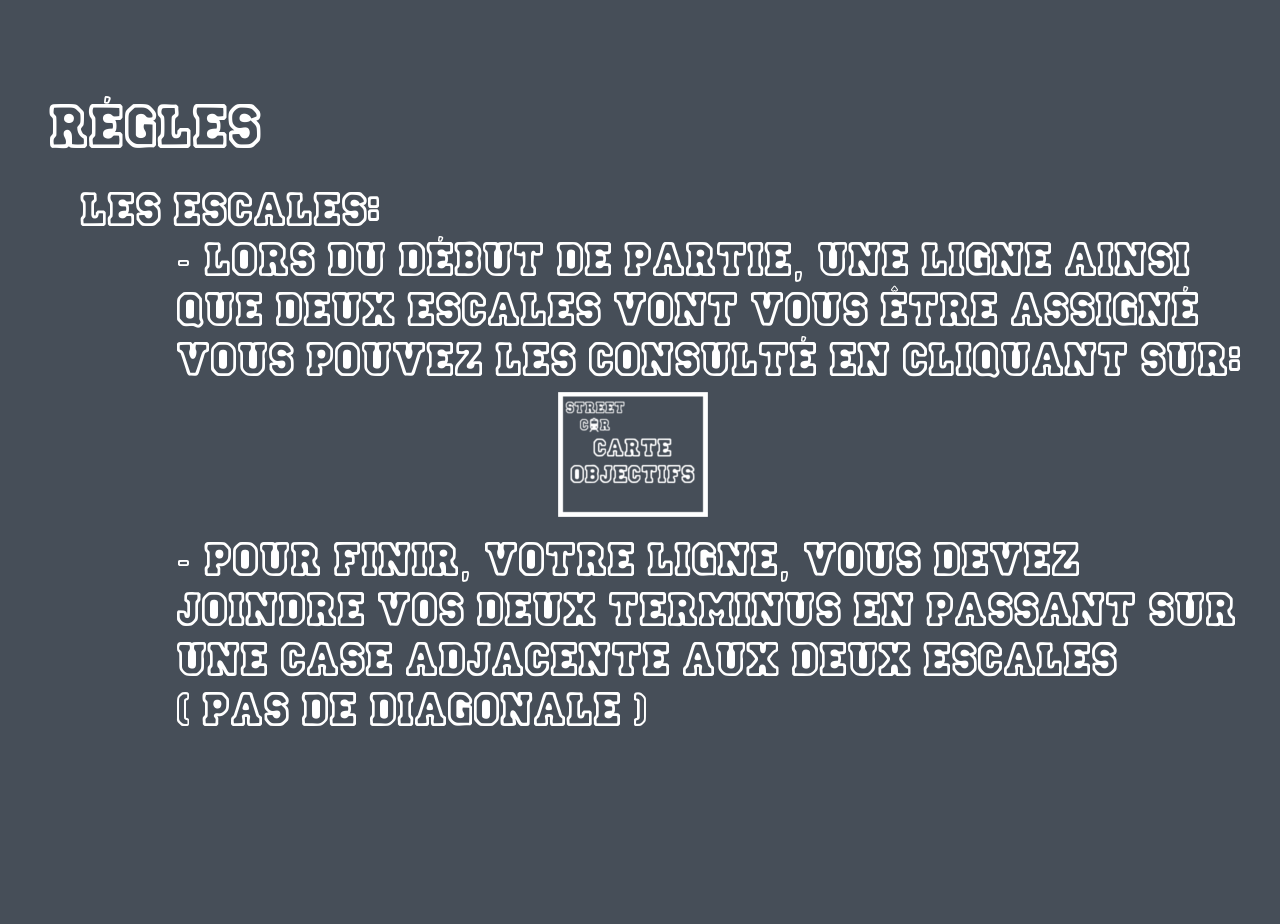 RÉGLES
LES ESCALES:
- LORS DU DÉBUT DE PARTIE, UNE LIGNE AINSI
QUE DEUX ESCALES VONT VOUS ÊTRE ASSIGNÉ
VOUS POUVEZ LES CONSULTÉ EN CLIQUANT SUR:
STREET
CAR
CARTE
OBJECTIFS
- POUR FINIR, VOTRE LIGNE, VOUS DEVEZ
JOINDRE VOS DEUX TERMINUS EN PASSANT SUR
UNE CASE ADJACENTE AUX DEUX ESCALES
( PAS DE DIAGONALE )